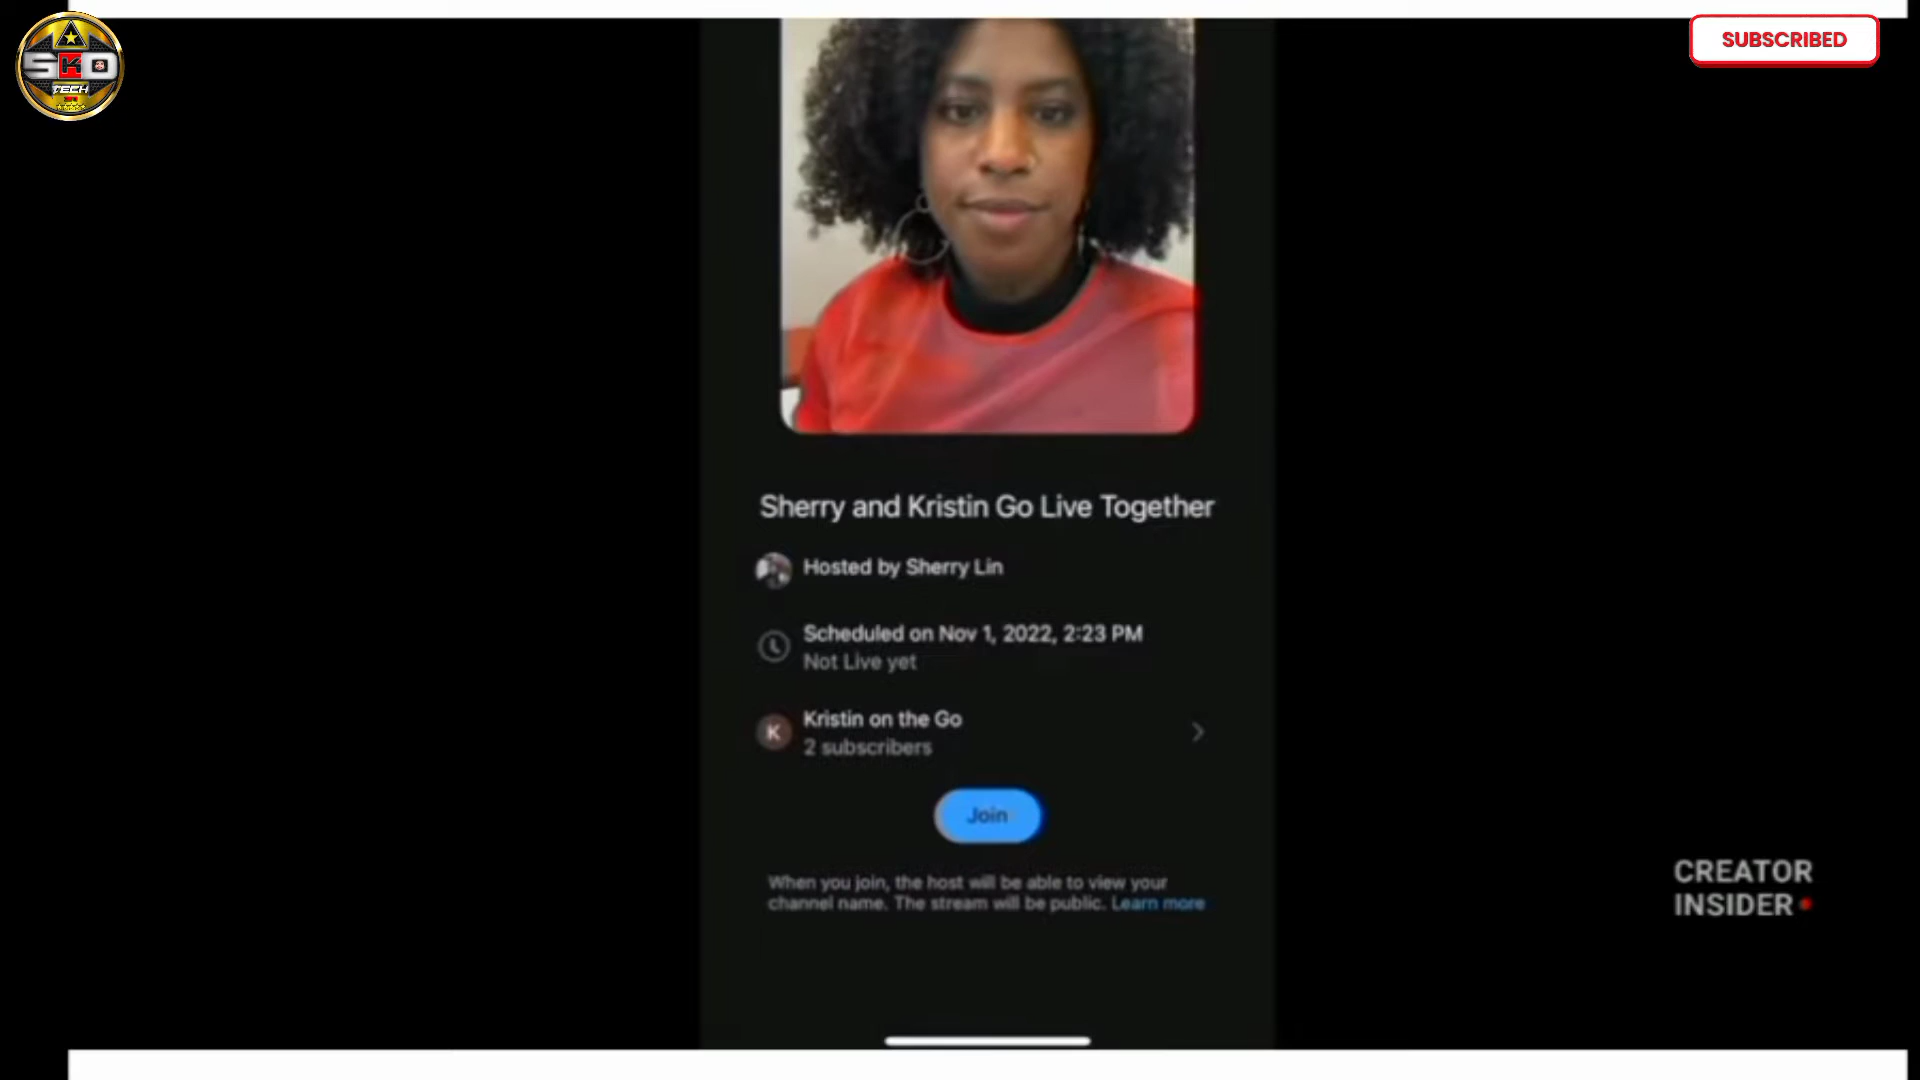 SKO
TECH
SUBSCRIBED
Sherry and Kristin Go Live Together
Hosted by Sherry Lin
Scheduled on Nov 1, 2022, 2:23 PM
Not Live yet
K
Kristin on the Go
2 subscribers
Join
When you join, the host will be able to view your
channel name. The stream will be public. Learn more
CREATOR
INSIDER